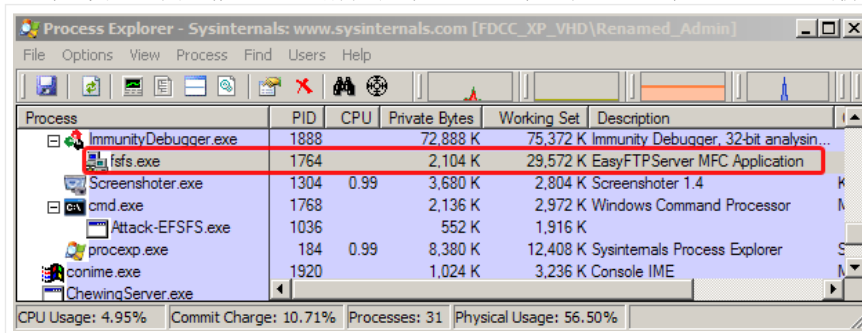 Process Explorer - Sysinternals: www.sysinternals.com [FDCC_XP_VHD\Renamed_Admin]
File Options View Process Find Users Help
Process PID CPU Private Bytes Working Set Description
ImmunityDebugger.exe 1888 72,888 K 75,372 K Immunity Debugger, 32-bit analysin...
fsfs.exe 1764 2,104 K 29,572 K EasyFTPServer MFC Application
Screenshoter.exe 1304 0.99 3,680 K 2,804 K Screenshoter 1.4
cmd.exe 1768 2,136 K 2,972 K Windows Command Processor
Attack-EFSFS.exe 1036 552 K 1,916 K
procexp.exe 184 0.99 8,380 K 12,408 K Sysinternals Process Explorer
conime.exe 1920 1,024 K 3,236 K Console IME
ChewingServer.exe
CPU Usage: 4.95% Commit Charge: 10.71% Processes: 31 Physical Usage: 56.50%